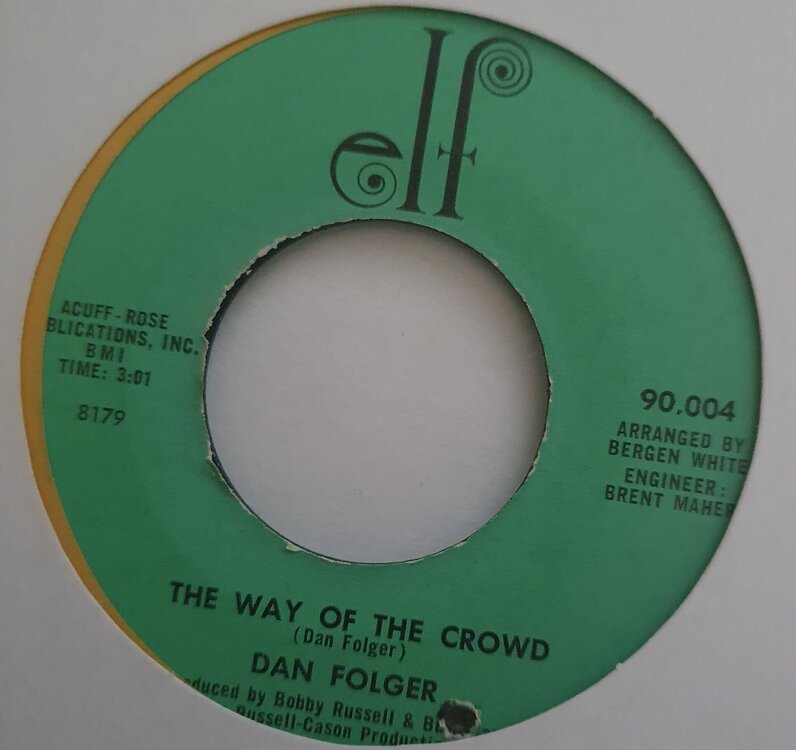 elf
ACUFF-ROSE
BLICATIONS, INC.
BMI
TIME: 3:01
8179
90.004
ARRANGED BY
BERGEN WHITE
ENGINEER:
BRENT MAHER
THE WAY OF THE CROWD
(Dan Folger)
DAN FOLGER
duced by Bobby Russell & B
Russell-Cason Producti